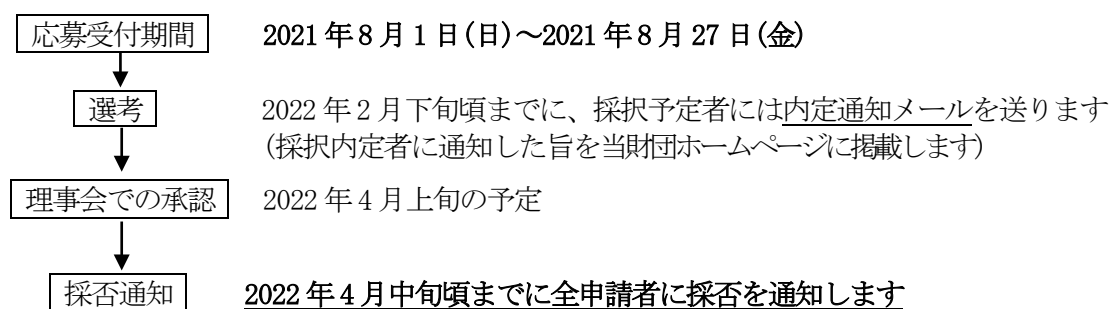 応募受付期間 2021年8月1日(日)～2021年8月27日(金)
選考 2022年2月下旬頃までに、採択予定者には内定通知メールを送ります
(採択内定者に通知した旨を当財団ホームページに掲載します)
理事会での承認 2022年4月上旬の予定
採否通知 2022年4月中旬頃までに全申請者に採否を通知します